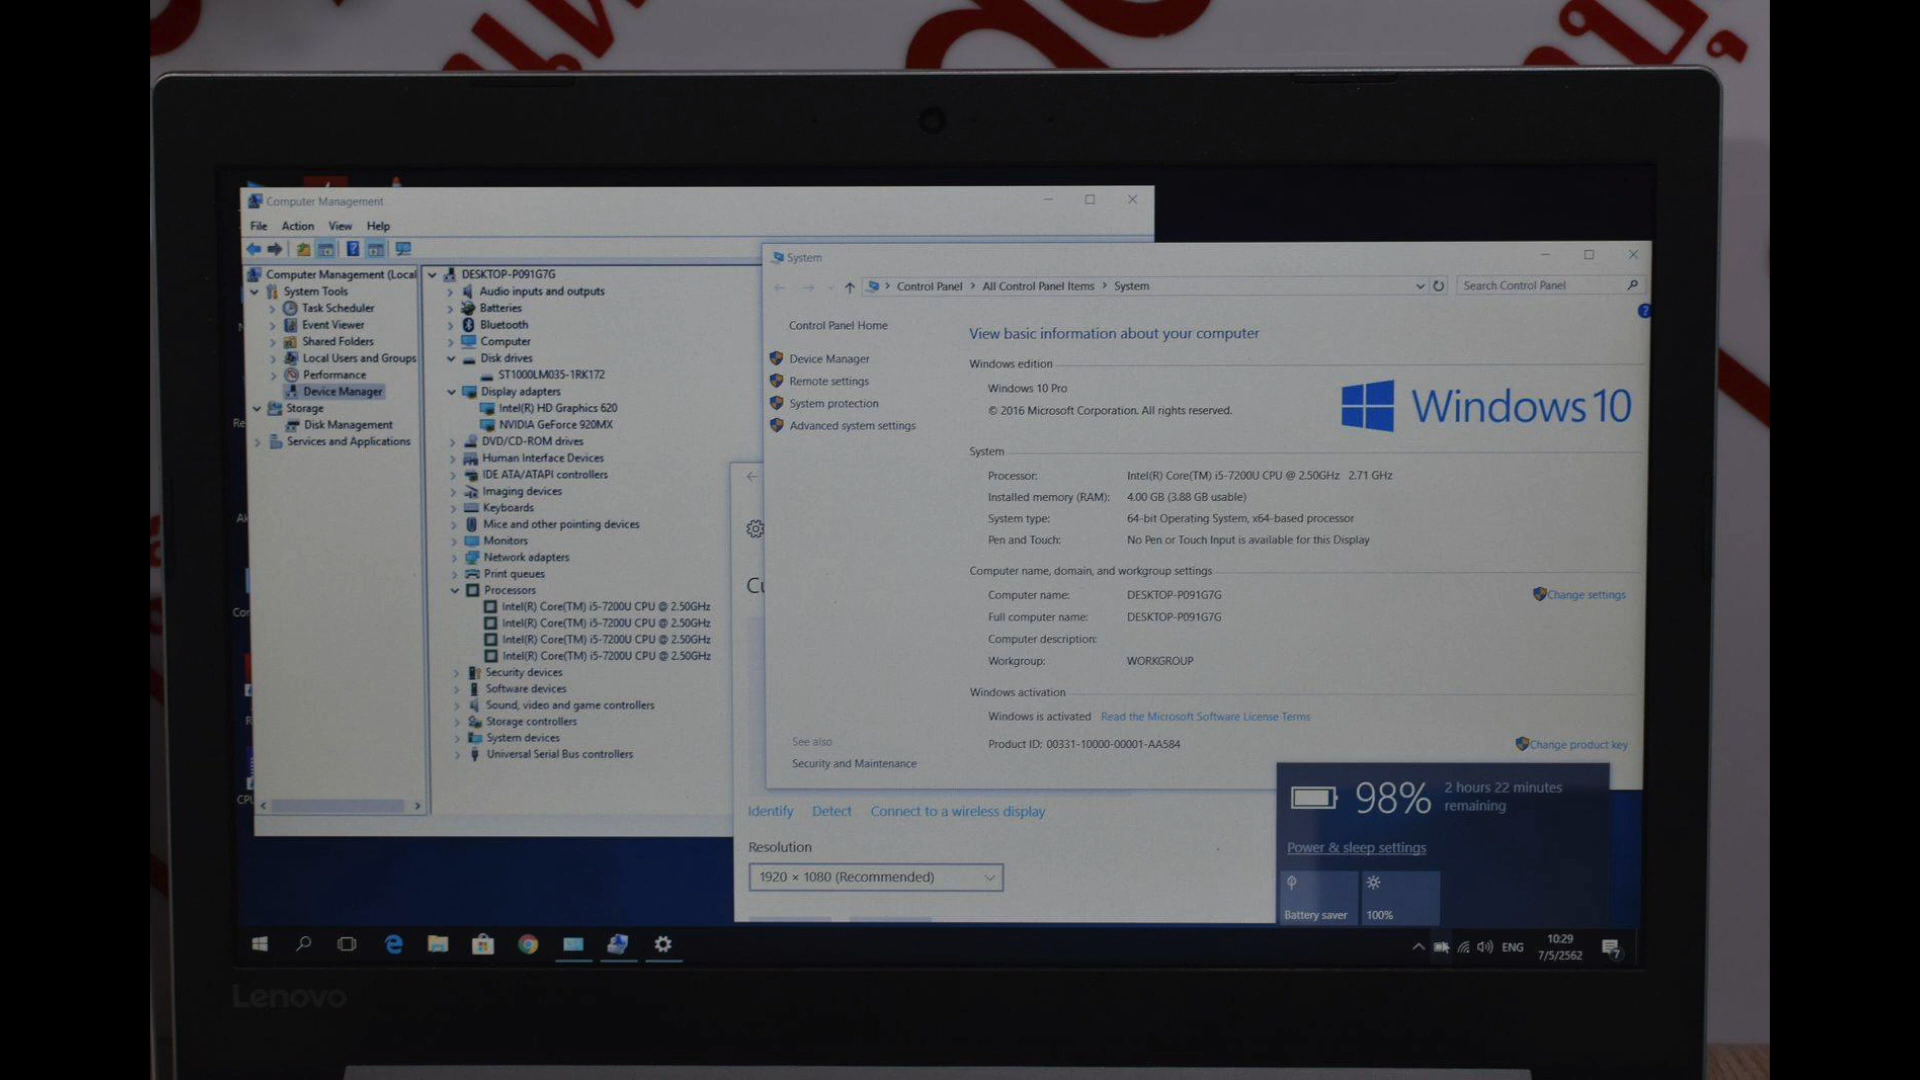 Computer Management
File Action View Help
Computer Management (Local
System Tools
Task Scheduler
Event Viewer
Shared Folders
Local Users and Groups
Performance
Device Manager
Storage
Disk Management
Services and Applications
DESKTOP-P091G7G
Audio inputs and outputs
Batteries
Bluetooth
Computer
Disk drives
ST1000LM035-1RK172
Display adapters
Intel(R) HD Graphics 620
NVIDIA GeForce 920MX
DVD/CD-ROM drives
Human Interface Devices
IDE ATA/ATAPI controllers
Imaging devices
Keyboards
Mice and other pointing devices
Monitors
Network adapters
Print queues
Processors
Intel(R) Core(TM) i5-7200U CPU @ 2.50GHz
Intel(R) Core(TM) i5-7200U CPU @ 2.50GHz
Intel(R) Core(TM) i5-7200U CPU @ 2.50GHz
Intel(R) Core(TM) i5-7200U CPU @ 2.50GHz
Security devices
Software devices
Sound, video and game controllers
Storage controllers
System devices
Universal Serial Bus controllers
System
Control Panel > All Control Panel Items > System
Search Control Panel
Control Panel Home
Device Manager
Remote settings
System protection
Advanced system settings
See also
Security and Maintenance
View basic information about your computer
Windows edition
Windows 10 Pro
© 2016 Microsoft Corporation. All rights reserved.
Windows 10
System
Processor: Intel(R) Core(TM) i5-7200U CPU @ 2.50GHz 2.71 GHz
Installed memory (RAM): 4.00 GB (3.88 GB usable)
System type: 64-bit Operating System, x64-based processor
Pen and Touch: No Pen or Touch Input is available for this Display
Computer name, domain, and workgroup settings
Computer name: DESKTOP-P091G7G
Change settings
Full computer name: DESKTOP-P091G7G
Computer description:
Workgroup: WORKGROUP
Windows activation
Windows is activated Read the Microsoft Software License Terms
Product ID: 00331-10000-00001-AA584
Change product key
Identify Detect Connect to a wireless display
Resolution
1920 × 1080 (Recommended)
98%
2 hours 22 minutes
remaining
Power & sleep settings
Battery saver
100%
ENG
10:29
7/5/2562
7
Lenovo